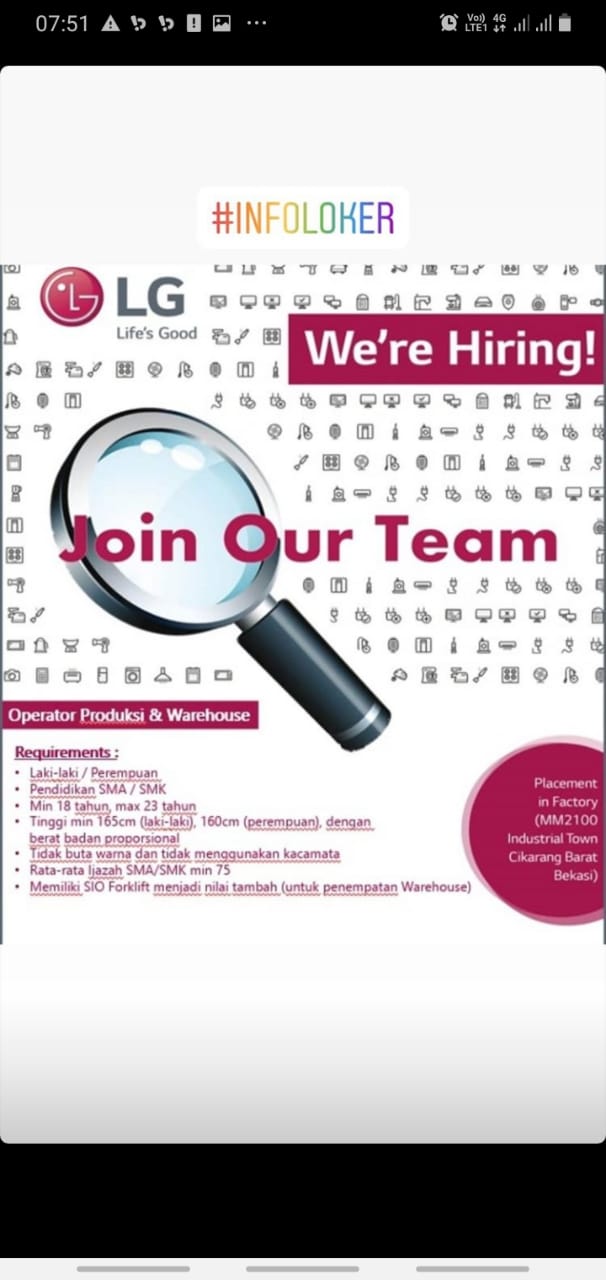 07:51
Vo)) 4G
LTE1
#INFOLOKER
LG
Life's Good
We're Hiring!
Join Our Team
Operator Produksi & Warehouse
Requirements :
• Laki-laki / Perempuan
• Pendidikan SMA / SMK
• Min 18 tahun, max 23 tahun
• Tinggi min 165cm (laki-laki), 160cm (perempuan), dengan
berat badan proporsional
• Tidak buta warna dan tidak menggunakan kacamata
• Rata-rata Ijazah SMA/SMK min 75
• Memiliki SIO Forklift menjadi nilai tambah (untuk penempatan Warehouse)
Placement
in Factory
(MM2100
Industrial Town
Cikarang Barat
Bekasi)